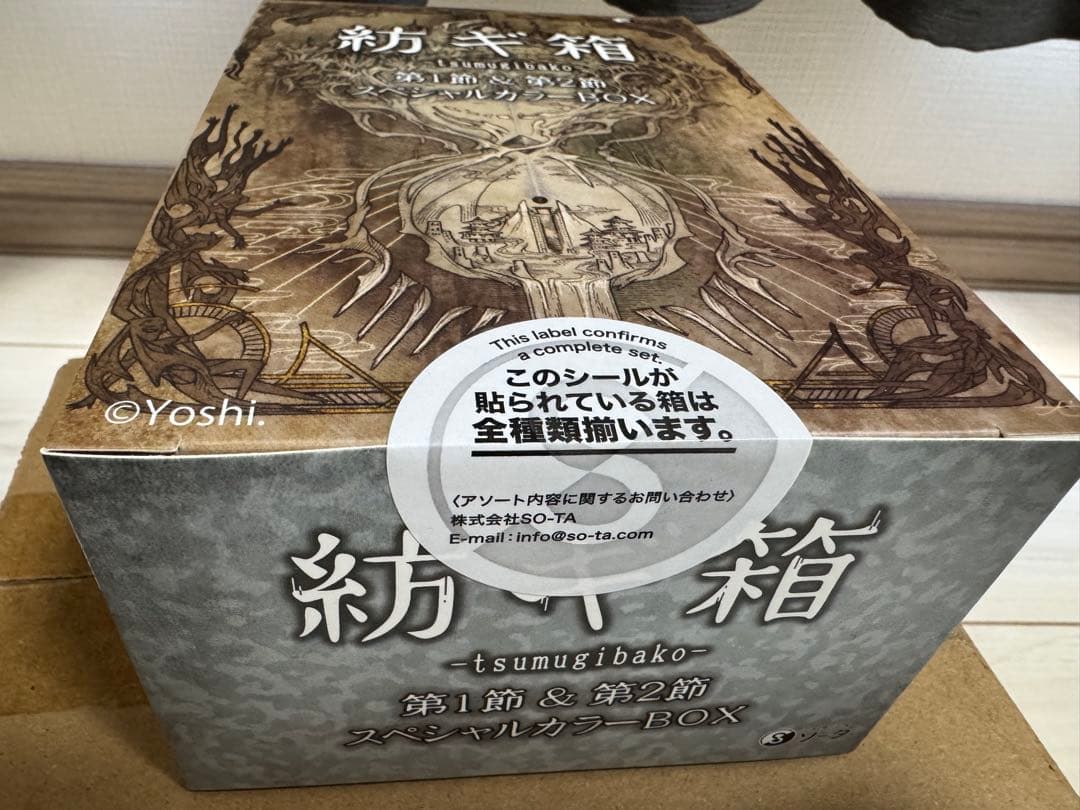 紡ギ箱
-tsumugibako-
第1節 & 第2節
スペシャルカラーBOX
©Yoshi.
This label confirms
a complete set.
このシールが
貼られている箱は
全種類揃います。
〈アソート内容に関するお問い合わせ〉
株式会社SO-TA
E-mail:info@so-ta.com
紡ギ箱
-tsumugibako-
第1節 & 第2節
スペシャルカラーBOX
ソータ